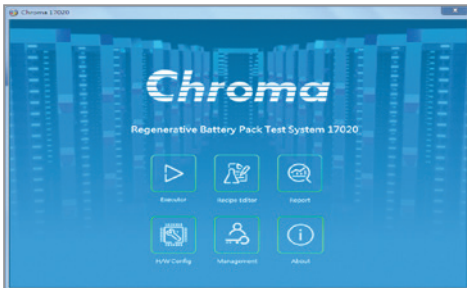 Chroma 17020
Chroma
Regenerative Battery Pack Test System 17020
Executor
Recipe Editor
Report
H/W Config
Management
About